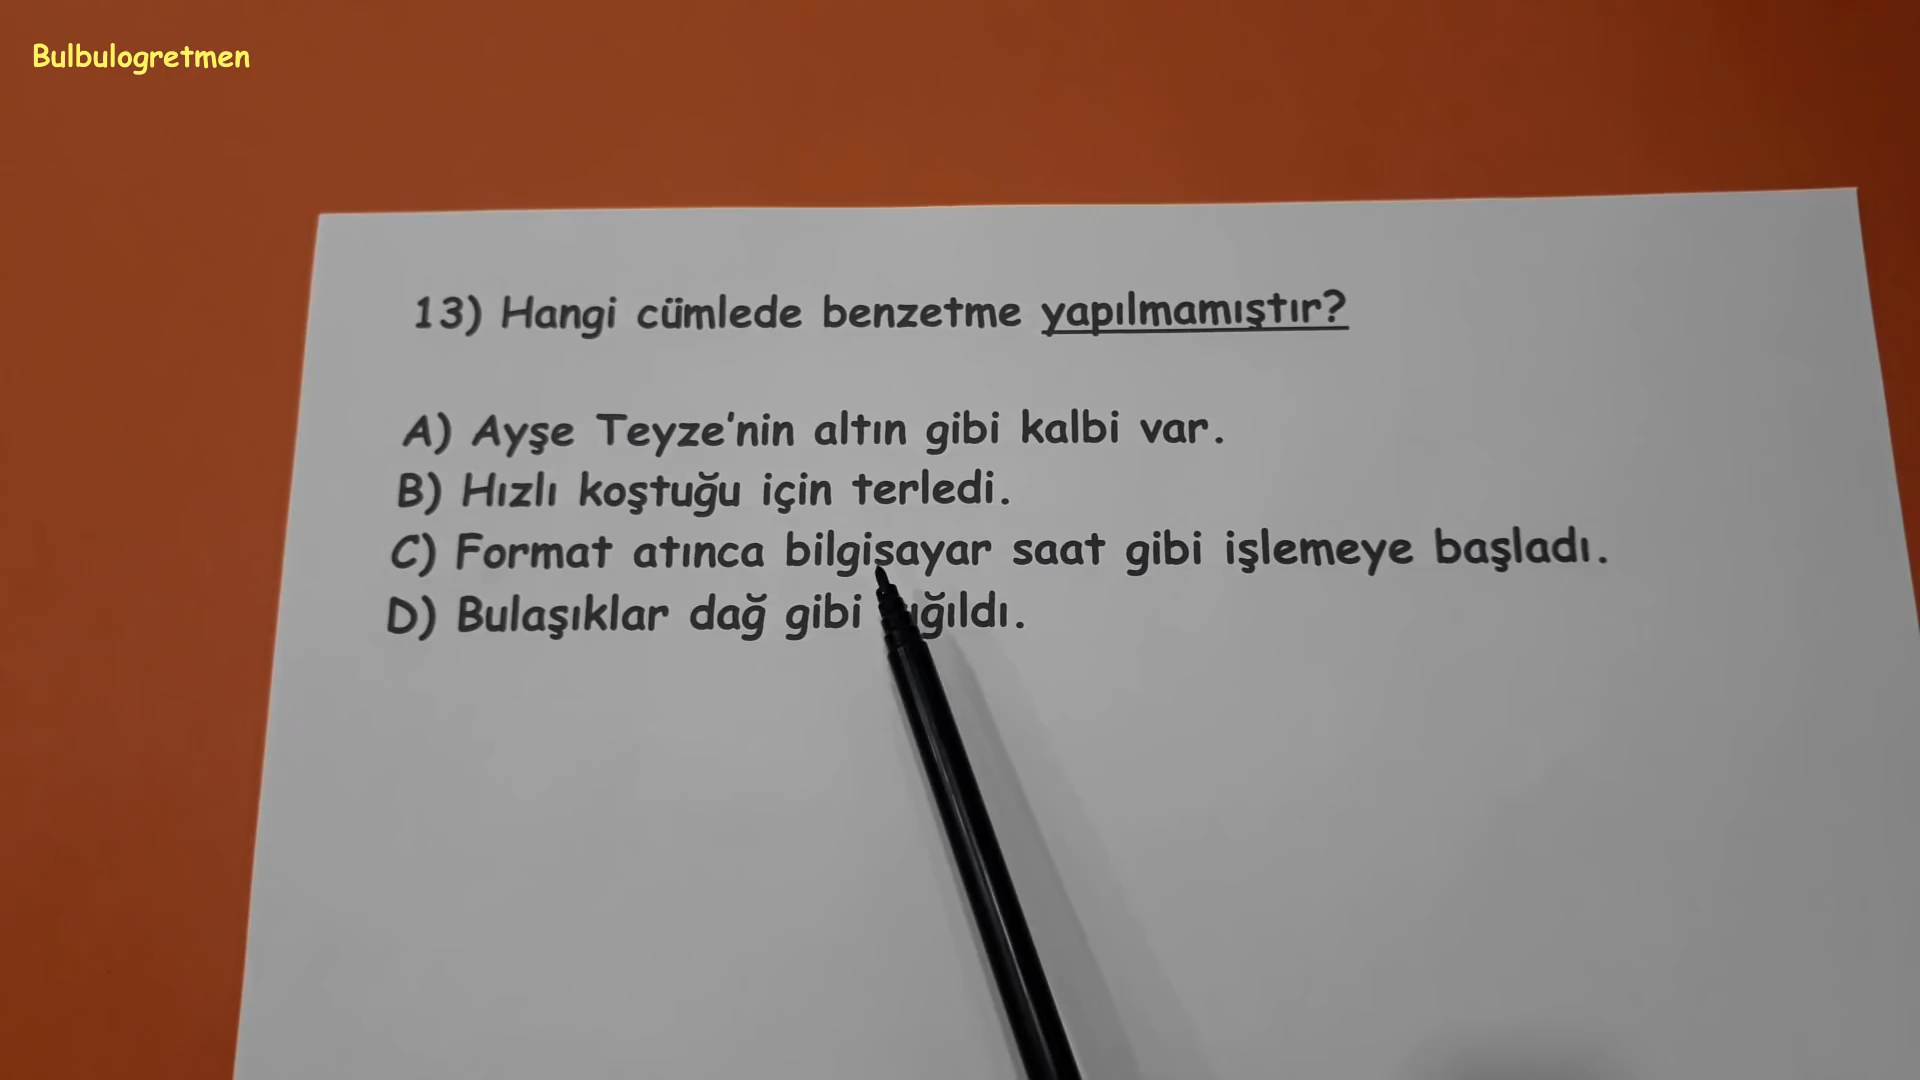 Bulbulogretmen
13) Hangi cümlede benzetme yapılmamıştır?
A) Ayşe Teyze'nin altın gibi kalbi var.
B) Hızlı koştuğu için terledi.
C) Format atınca bilgisayar saat gibi işlemeye başladı.
D) Bulaşıklar dağ gibi